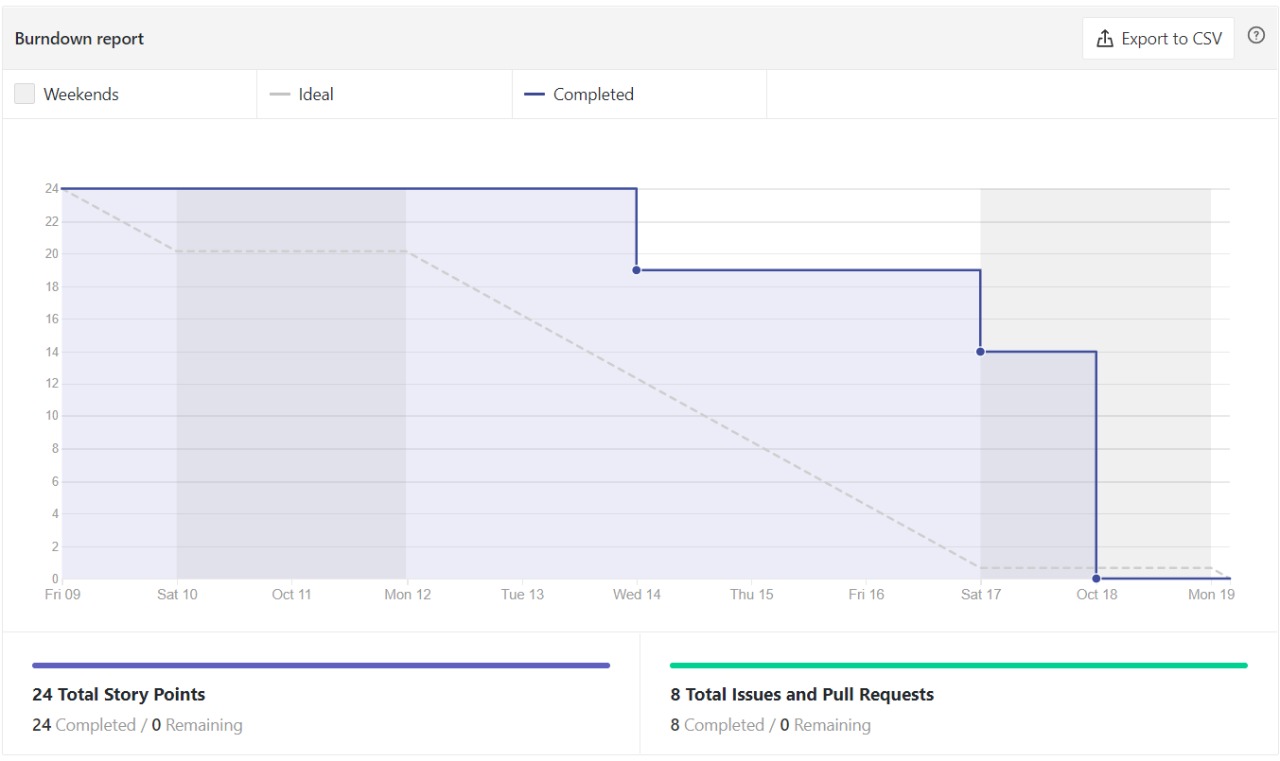 Burndown report
Export to CSV
?
Weekends
Ideal
Completed
24
22
20
18
16
14
12
10
8
6
4
2
0
Fri 09 Sat 10 Oct 11 Mon 12 Tue 13 Wed 14 Thu 15 Fri 16 Sat 17 Oct 18 Mon 19
24 Total Story Points
24 Completed / 0 Remaining
8 Total Issues and Pull Requests
8 Completed / 0 Remaining